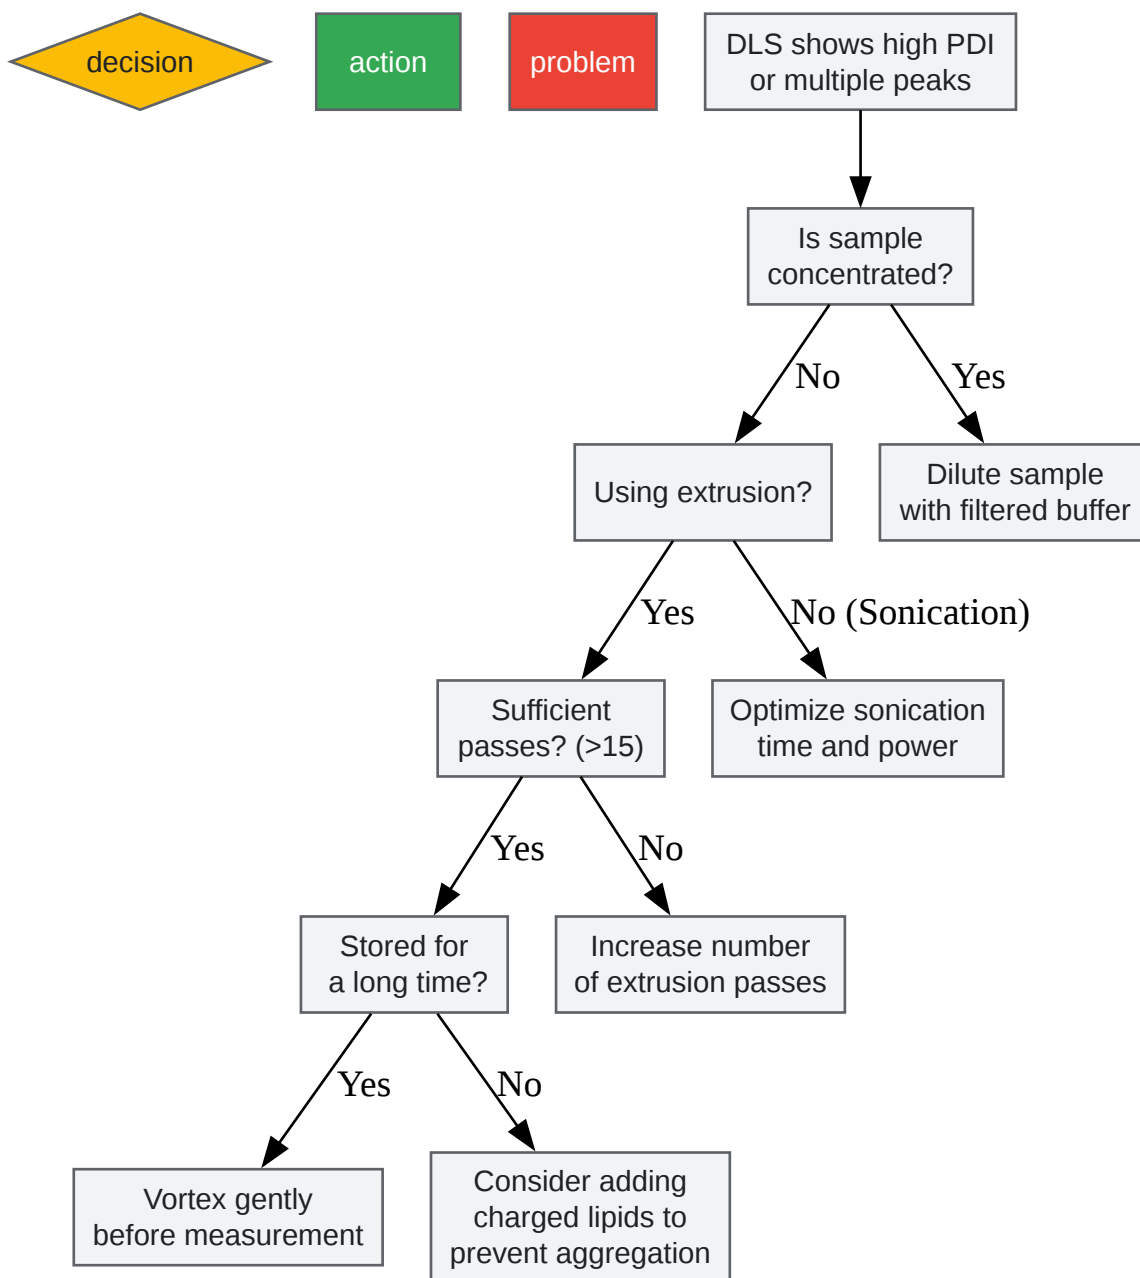 decision
action
problem
DLS shows high PDI
or multiple peaks
Is sample
concentrated?
No
Yes
Using extrusion?
Dilute sample
with filtered buffer
Yes
No (Sonication)
Sufficient
passes? (>15)
Optimize sonication
time and power
Yes
No
Stored for
a long time?
Increase number
of extrusion passes
Yes
No
Vortex gently
before measurement
Consider adding
charged lipids to
prevent aggregation